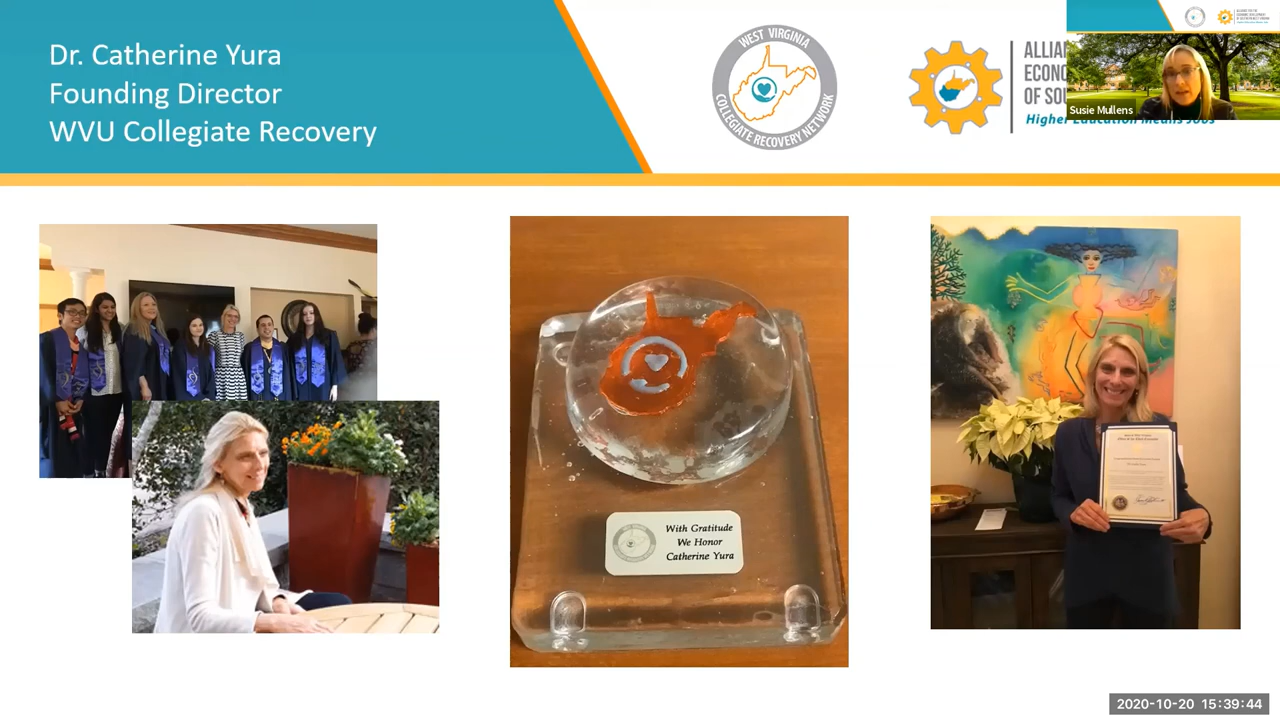 Dr. Catherine Yura
Founding Director
WVU Collegiate Recovery
WEST VIRGINIA
COLLEGIATE RECOVERY NETWORK
ALLIA
ECONO
OF SOU
Higher Education Means Jobs
Susie Mullens
With Gratitude
We Honor
Catherine Yura
2020-10-20 15:39:44